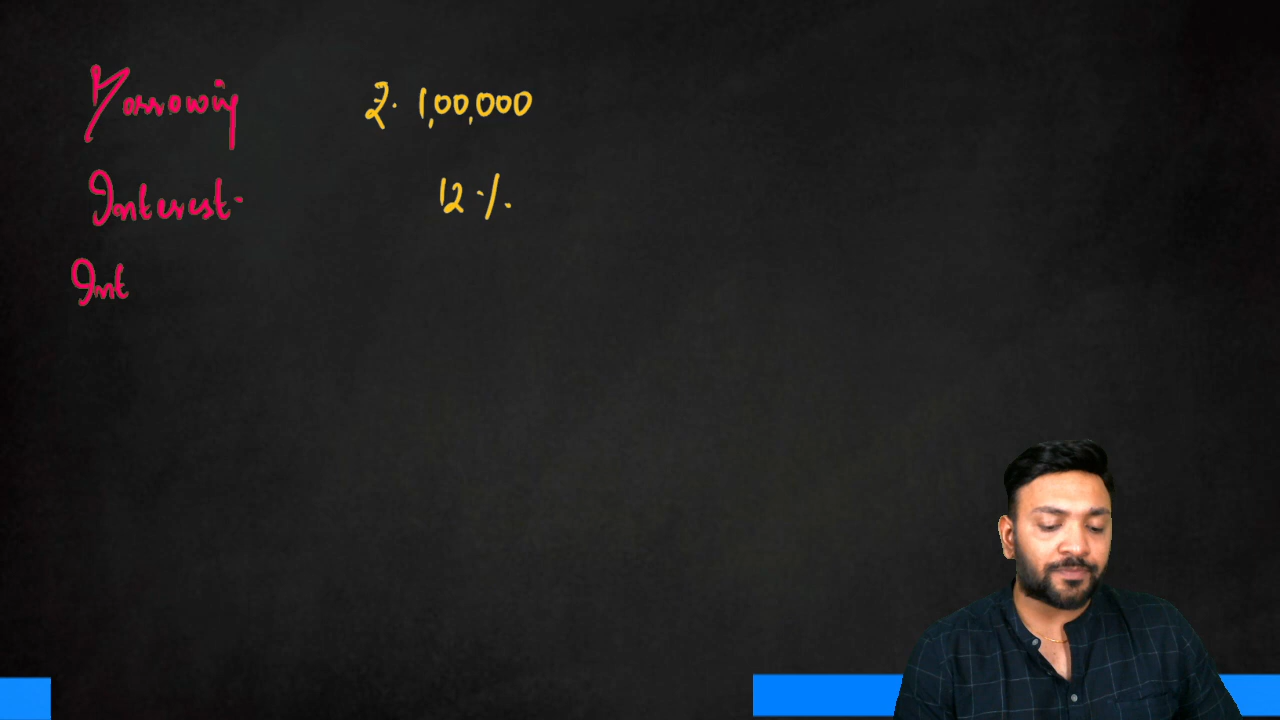 Borrowing ₹. 1,00,000
Interest. 12%.
Int